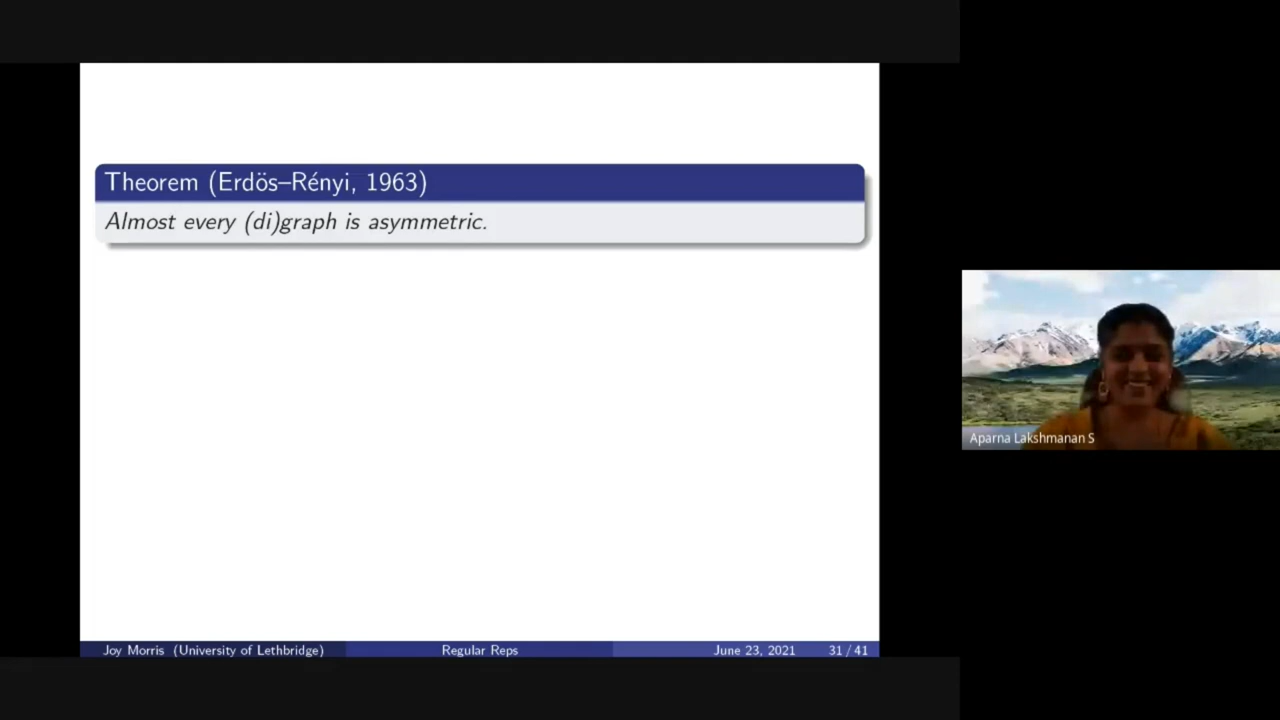 Theorem (Erdös–Rényi, 1963)
Almost every (di)graph is asymmetric.
Aparna Lakshmanan S
Joy Morris (University of Lethbridge) Regular Reps June 23, 2021 31 / 41